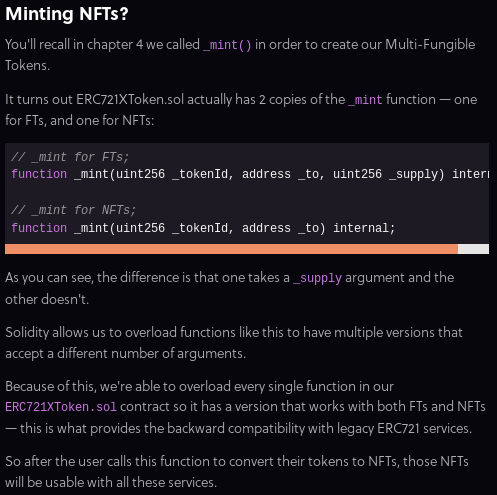 Minting NFTs?
You'll recall in chapter 4 we called _mint() in order to create our Multi-Fungible
Tokens.
It turns out ERC721XToken.sol actually has 2 copies of the _mint function — one
for FTs, and one for NFTs:
// _mint for FTs;
function _mint(uint256 _tokenId, address _to, uint256 _supply) intern
// _mint for NFTs;
function _mint(uint256 _tokenId, address _to) internal;
As you can see, the difference is that one takes a _supply argument and the
other doesn't.
Solidity allows us to overload functions like this to have multiple versions that
accept a different number of arguments.
Because of this, we're able to overload every single function in our
ERC721XToken.sol contract so it has a version that works with both FTs and NFTs
— this is what provides the backward compatibility with legacy ERC721 services.
So after the user calls this function to convert their tokens to NFTs, those NFTs
will be usable with all these services.